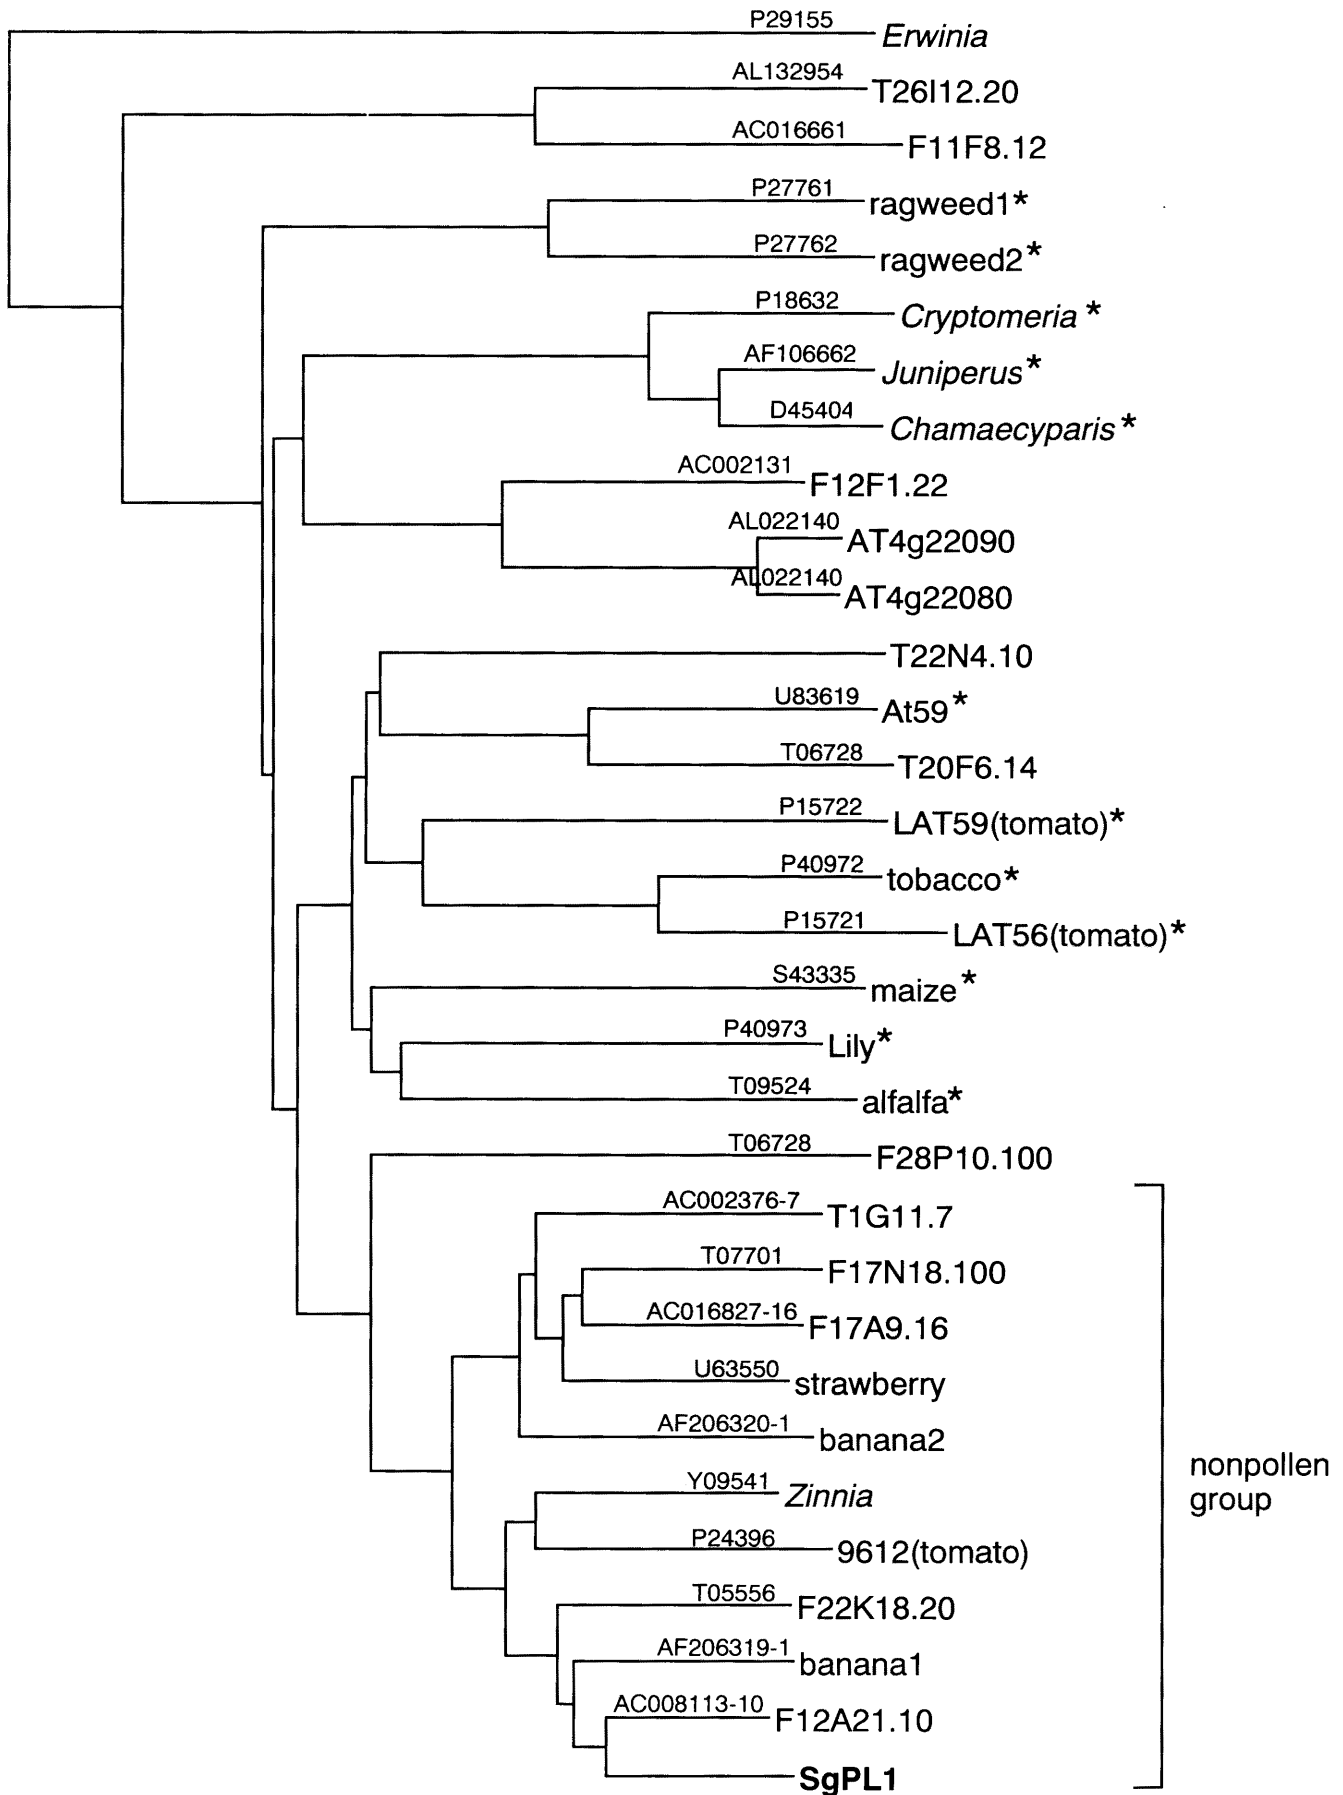 P29155
Erwinia
AL132954
T26I12.20
AC016661
F11F8.12
P27761
ragweed1*
P27762
ragweed2*
P18632
Cryptomeria*
AF106662
Juniperus*
D45404
Chamaecyparis*
AC002131
F12F1.22
AL022140
AT4g22090
AL022140
AT4g22080
T22N4.10
U83619
At59*
T06728
T20F6.14
P15722
LAT59(tomato)*
P40972
tobacco*
P15721
LAT56(tomato)*
S43335
maize*
P40973
Lily*
T09524
alfalfa*
T06728
F28P10.100
AC002376-7
T1G11.7
T07701
F17N18.100
AC016827-16
F17A9.16
U63550
strawberry
AF206320-1
banana2
nonpollen
group
Y09541
Zinnia
P24396
9612(tomato)
T05556
F22K18.20
AF206319-1
banana1
AC008113-10
F12A21.10
SgPL1